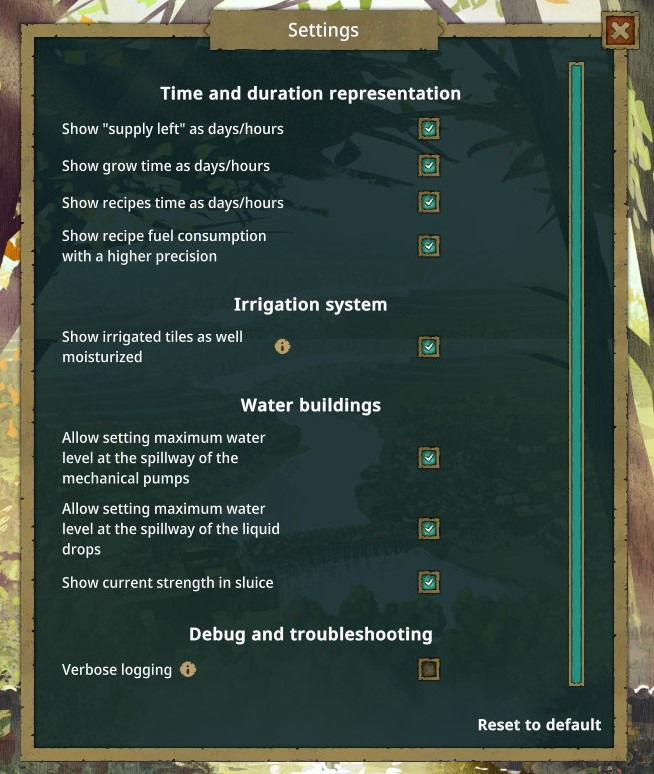 Settings
Time and duration representation
Show "supply left" as days/hours
Show grow time as days/hours
Show recipes time as days/hours
Show recipe fuel consumption
with a higher precision
Irrigation system
Show irrigated tiles as well
moisturized
Water buildings
Allow setting maximum water
level at the spillway of the
mechanical pumps
Allow setting maximum water
level at the spillway of the liquid
drops
Show current strength in sluice
Debug and troubleshooting
Verbose logging
Reset to default